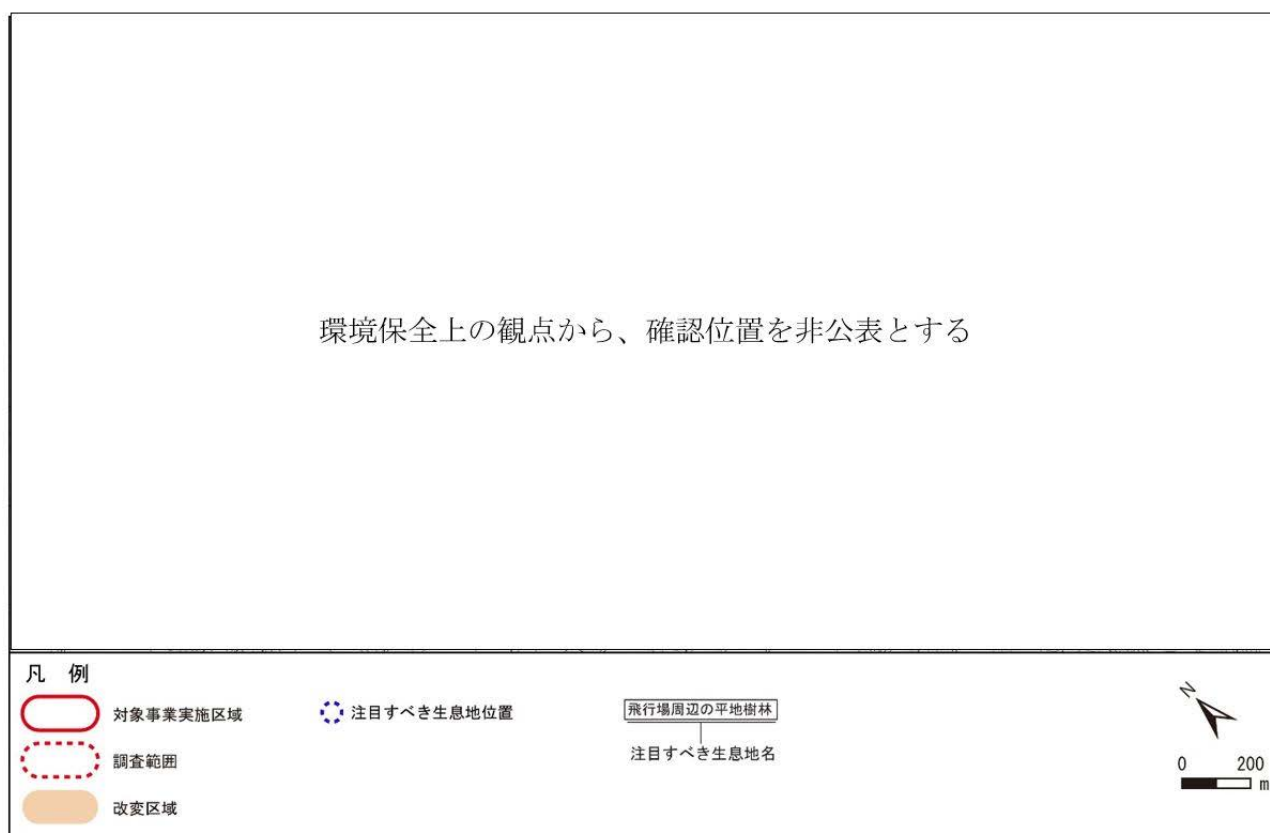 環境保全上の観点から、確認位置を非公表とする
凡 例
対象事業実施区域
調査範囲
改変区域
注目すべき生息地位置
飛行場周辺の平地樹林
注目すべき生息地名
N
0 200
m